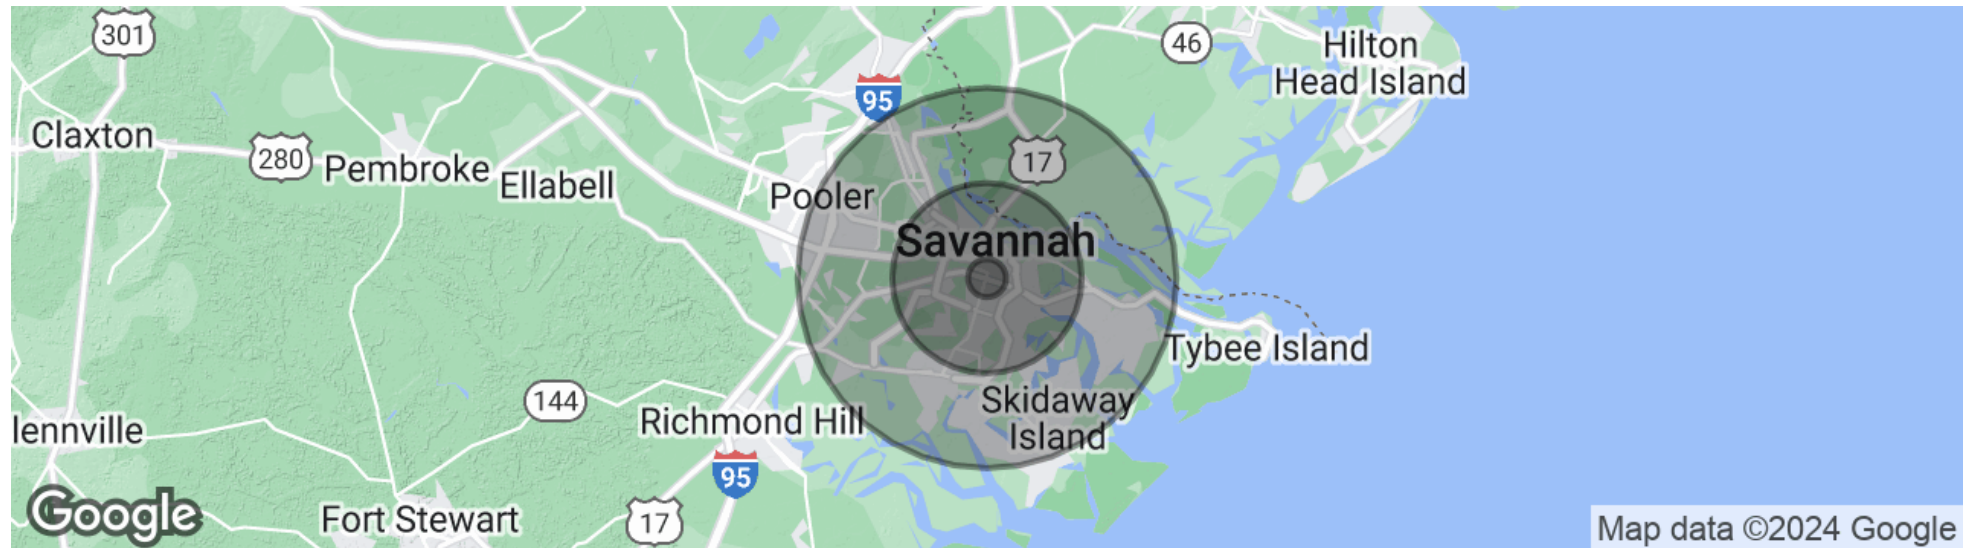 301
46
Hilton
Head Island
95
Claxton
280
Pembroke
Ellabell
17
Pooler
Savannah
Tybee Island
144
Richmond Hill
Skidaway
Island
lennville
95
Google
Fort Stewart
17
Map data ©2024 Google